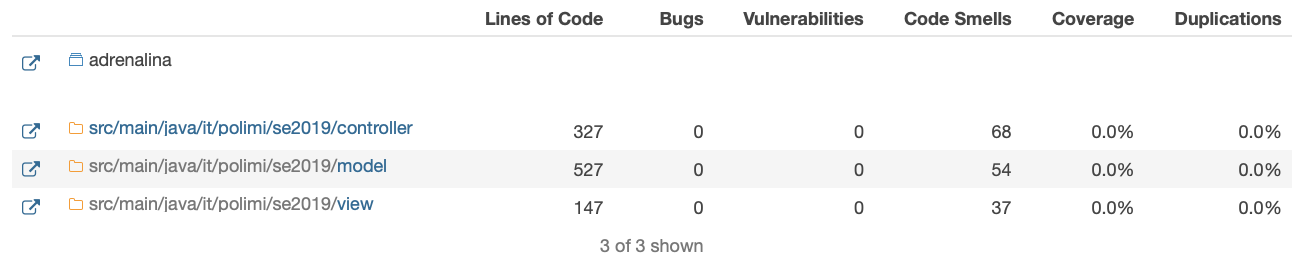 Lines of Code Bugs Vulnerabilities Code Smells Coverage Duplications
adrenalina
src/main/java/it/polimi/se2019/controller 327 0 0 68 0.0% 0.0%
src/main/java/it/polimi/se2019/model 527 0 0 54 0.0% 0.0%
src/main/java/it/polimi/se2019/view 147 0 0 37 0.0% 0.0%
3 of 3 shown